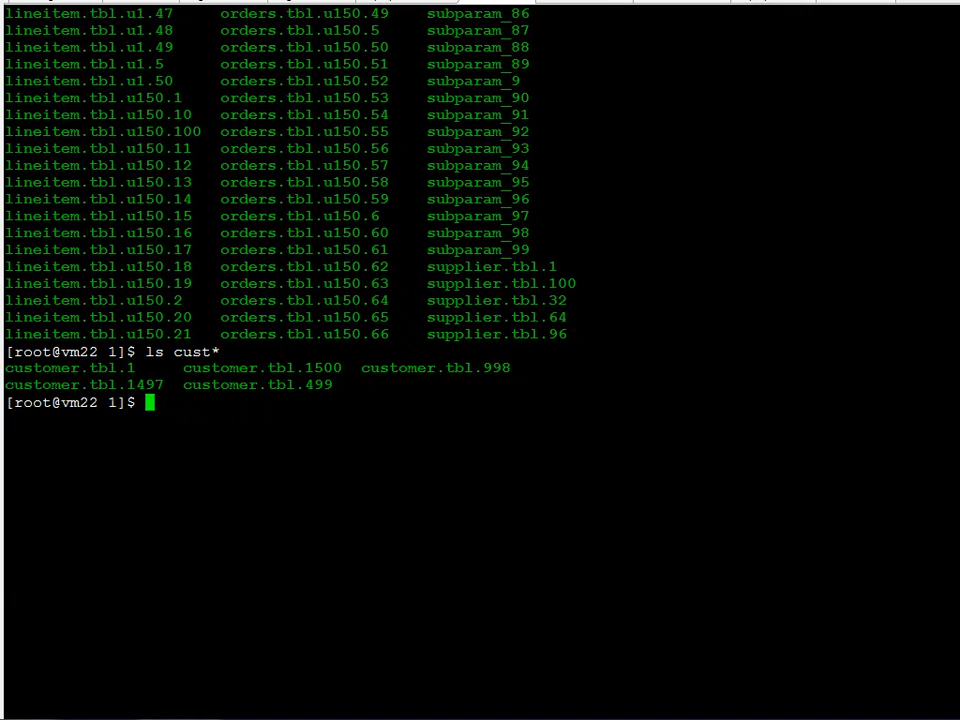 lineitem.tbl.u1.47 orders.tbl.u150.49 subparam_86
lineitem.tbl.u1.48 orders.tbl.u150.5 subparam_87
lineitem.tbl.u1.49 orders.tbl.u150.50 subparam_88
lineitem.tbl.u1.5 orders.tbl.u150.51 subparam_89
lineitem.tbl.u1.50 orders.tbl.u150.52 subparam_9
lineitem.tbl.u150.1 orders.tbl.u150.53 subparam_90
lineitem.tbl.u150.10 orders.tbl.u150.54 subparam_91
lineitem.tbl.u150.100 orders.tbl.u150.55 subparam_92
lineitem.tbl.u150.11 orders.tbl.u150.56 subparam_93
lineitem.tbl.u150.12 orders.tbl.u150.57 subparam_94
lineitem.tbl.u150.13 orders.tbl.u150.58 subparam_95
lineitem.tbl.u150.14 orders.tbl.u150.59 subparam_96
lineitem.tbl.u150.15 orders.tbl.u150.6 subparam_97
lineitem.tbl.u150.16 orders.tbl.u150.60 subparam_98
lineitem.tbl.u150.17 orders.tbl.u150.61 subparam_99
lineitem.tbl.u150.18 orders.tbl.u150.62 supplier.tbl.1
lineitem.tbl.u150.19 orders.tbl.u150.63 supplier.tbl.100
lineitem.tbl.u150.2 orders.tbl.u150.64 supplier.tbl.32
lineitem.tbl.u150.20 orders.tbl.u150.65 supplier.tbl.64
lineitem.tbl.u150.21 orders.tbl.u150.66 supplier.tbl.96
[root@vm22 1]$ ls cust*
customer.tbl.1 customer.tbl.1500 customer.tbl.998
customer.tbl.1497 customer.tbl.499
[root@vm22 1]$